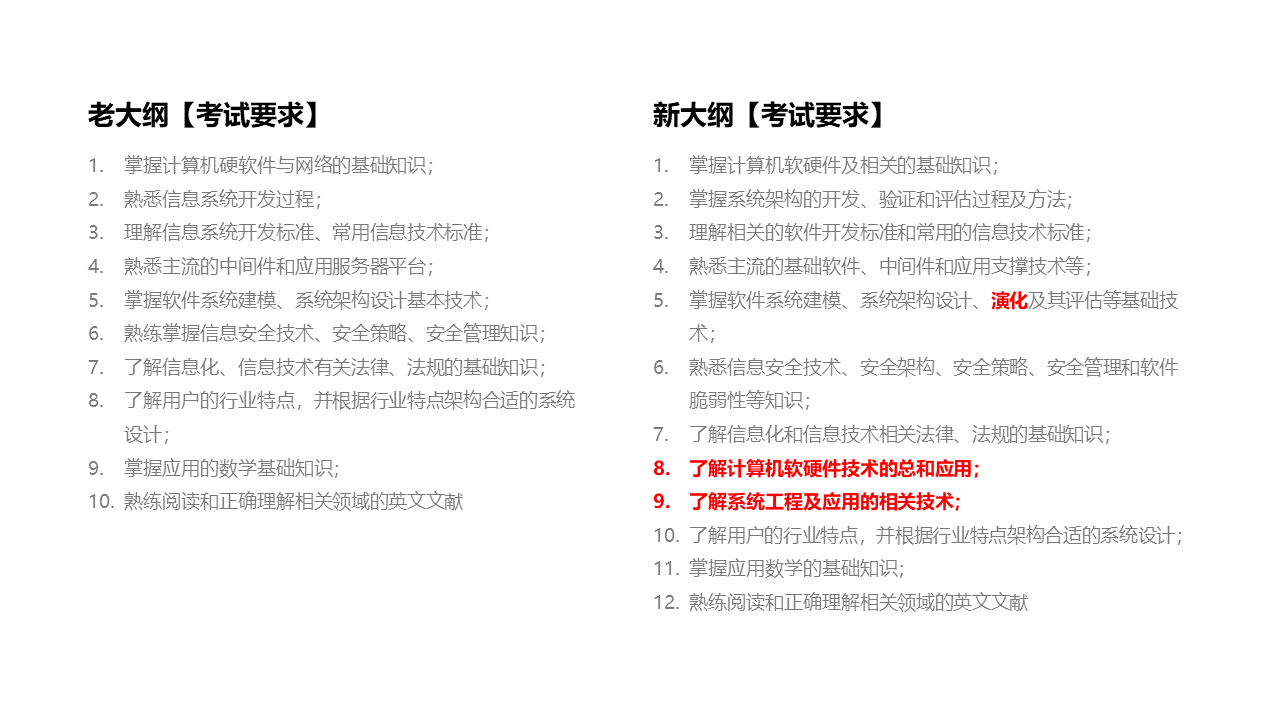 老大纲【考试要求】
1. 掌握计算机硬软件与网络的基础知识；
2. 熟悉信息系统开发过程；
3. 理解信息系统开发标准、常用信息技术标准；
4. 熟悉主流的中间件和应用服务器平台；
5. 掌握软件系统建模、系统架构设计基本技术；
6. 熟练掌握信息安全技术、安全策略、安全管理知识；
7. 了解信息化、信息技术有关法律、法规的基础知识；
8. 了解用户的行业特点，并根据行业特点架构合适的系统
设计；
9. 掌握应用的数学基础知识；
10. 熟练阅读和正确理解相关领域的英文文献
新大纲【考试要求】
1. 掌握计算机软硬件及相关的基础知识；
2. 掌握系统架构的开发、验证和评估过程及方法；
3. 理解相关的软件开发标准和常用的信息技术标准；
4. 熟悉主流的基础软件、中间件和应用支撑技术等；
5. 掌握软件系统建模、系统架构设计、演化及其评估等基础技
术；
6. 熟悉信息安全技术、安全架构、安全策略、安全管理和软件
脆弱性等知识；
7. 了解信息化和信息技术相关法律、法规的基础知识；
8. 了解计算机软硬件技术的总和应用；
9. 了解系统工程及应用的相关技术；
10. 了解用户的行业特点，并根据行业特点架构合适的系统设计；
11. 掌握应用数学的基础知识；
12. 熟练阅读和正确理解相关领域的英文文献